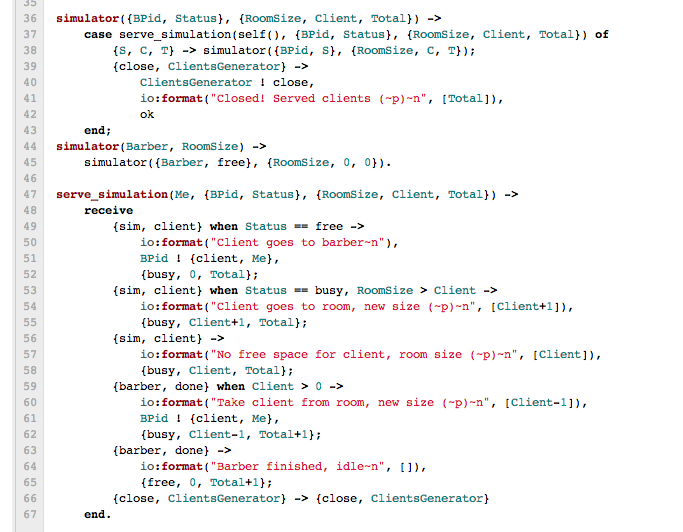 35
36 simulator({BPid, Status}, {RoomSize, Client, Total}) ->
37     case serve_simulation(self(), {BPid, Status}, {RoomSize, Client, Total}) of
38         {S, C, T} -> simulator({BPid, S}, {RoomSize, C, T});
39         {close, ClientsGenerator} ->
40             ClientsGenerator ! close,
41             io:format("Closed! Served clients (~p)~n", [Total]),
42             ok
43     end;
44 simulator(Barber, RoomSize) ->
45     simulator({Barber, free}, {RoomSize, 0, 0}).
46
47 serve_simulation(Me, {BPid, Status}, {RoomSize, Client, Total}) ->
48     receive
49         {sim, client} when Status == free ->
50             io:format("Client goes to barber~n"),
51             BPid ! {client, Me},
52             {busy, 0, Total};
53         {sim, client} when Status == busy, RoomSize > Client ->
54             io:format("Client goes to room, new size (~p)~n", [Client+1]),
55             {busy, Client+1, Total};
56         {sim, client} ->
57             io:format("No free space for client, room size (~p)~n", [Client]),
58             {busy, Client, Total};
59         {barber, done} when Client > 0 ->
60             io:format("Take client from room, new size (~p)~n", [Client-1]),
61             BPid ! {client, Me},
62             {busy, Client-1, Total+1};
63         {barber, done} ->
64             io:format("Barber finished, idle~n", []),
65             {free, 0, Total+1};
66         {close, ClientsGenerator} -> {close, ClientsGenerator}
67     end.